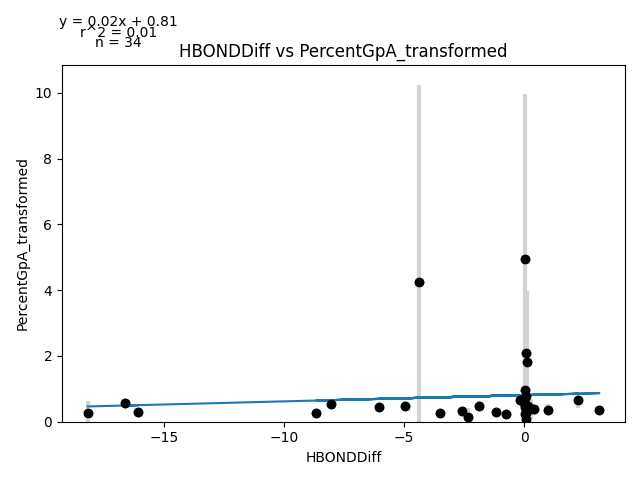 y = 0.02x + 0.81
r^2 = 0.01
n = 34
HBONDDiff vs PercentGpA_transformed
PercentGpA_transformed
10
8
6
4
2
0
−15
−10
−5
0
HBONDDiff